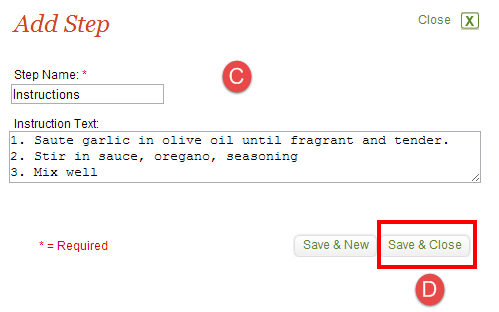 Add Step
Close X
C
Step Name: *
Instructions
Instruction Text:
1. Saute garlic in olive oil until fragrant and tender.
2. Stir in sauce, oregano, seasoning
3. Mix well
* = Required
Save & New Save & Close
D